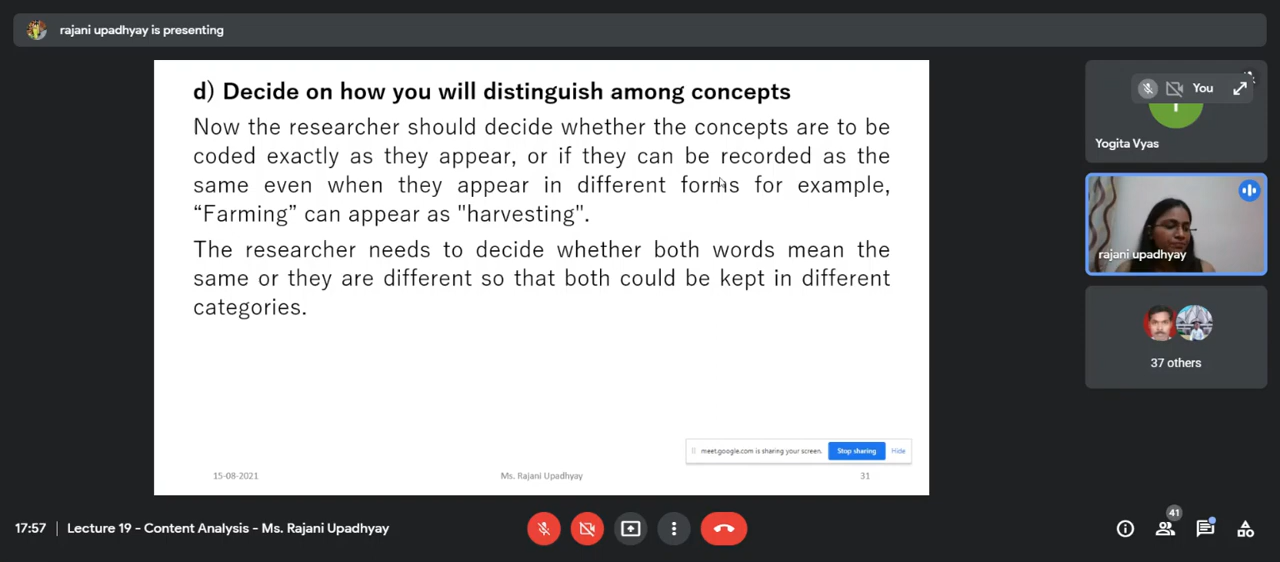 rajani upadhyay is presenting
d) Decide on how you will distinguish among concepts
Now the researcher should decide whether the concepts are to be
coded exactly as they appear, or if they can be recorded as the
same even when they appear in different forms for example,
“Farming” can appear as "harvesting".
The researcher needs to decide whether both words mean the
same or they are different so that both could be kept in different
categories.
meet.google.com is sharing your screen.
Stop sharing
Hide
15-08-2021
Ms. Rajani Upadhyay
31
You
Yogita Vyas
rajani upadhyay
37 others
17:57 | Lecture 19 - Content Analysis - Ms. Rajani Upadhyay
41